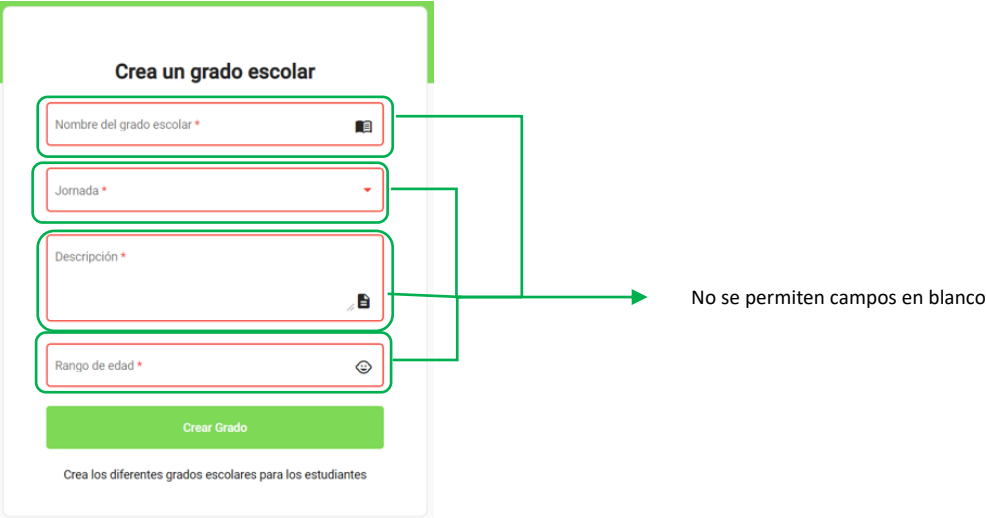 Crea un grado escolar
Nombre del grado escolar *
Jornada *
Descripción *
No se permiten campos en blanco
Rango de edad *
Crear Grado
Crea los diferentes grados escolares para los estudiantes